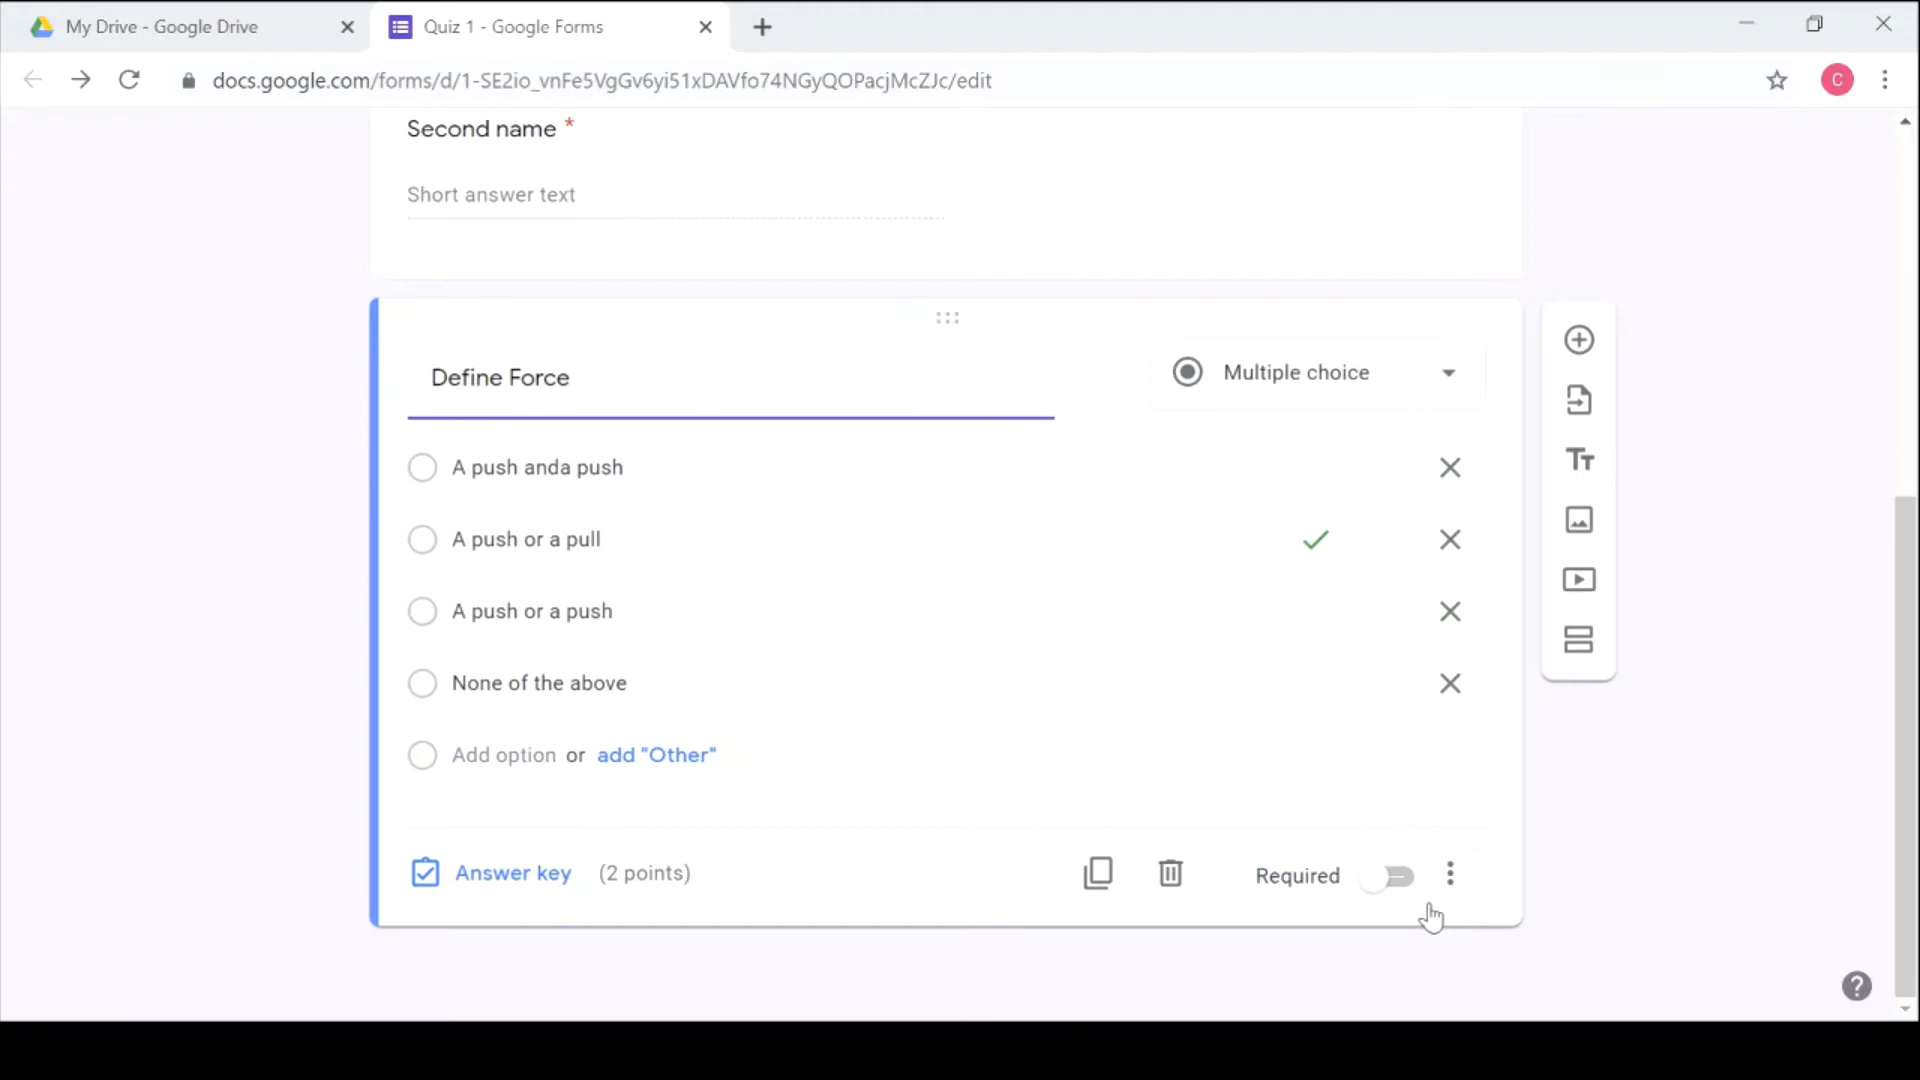 My Drive - Google Drive
Quiz 1 - Google Forms
docs.google.com/forms/d/1-SE2io_vnFe5VgGv6yi51xDAVfo74NGyQOPacjMcZJc/edit
C
Second name *
Short answer text
Define Force
Multiple choice
A push anda push
A push or a pull
A push or a push
None of the above
Add option or add "Other"
Answer key (2 points)
Required